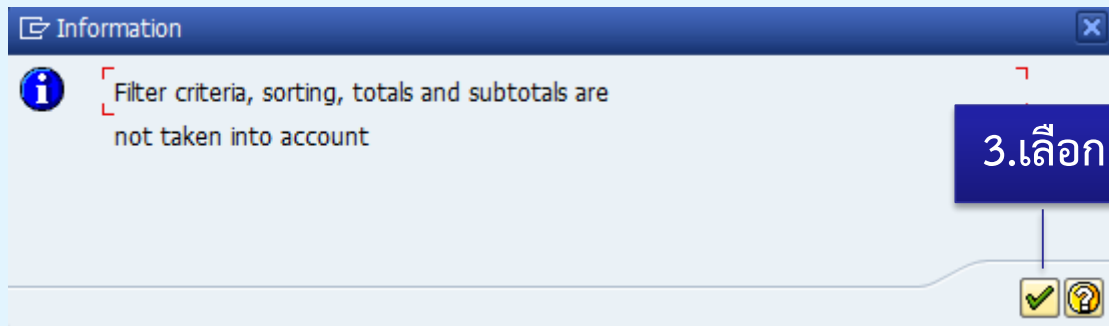 Information
Filter criteria, sorting, totals and subtotals are
not taken into account
3.เลือก